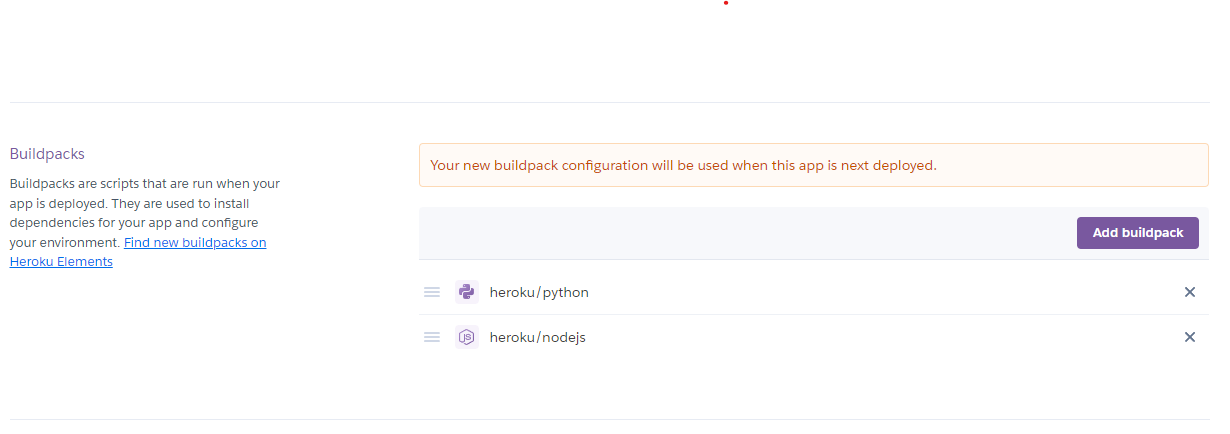 Buildpacks
Buildpacks are scripts that are run when your
app is deployed. They are used to install
dependencies for your app and configure
your environment. Find new buildpacks on
Heroku Elements
Your new buildpack configuration will be used when this app is next deployed.
Add buildpack
heroku/python
heroku/nodejs